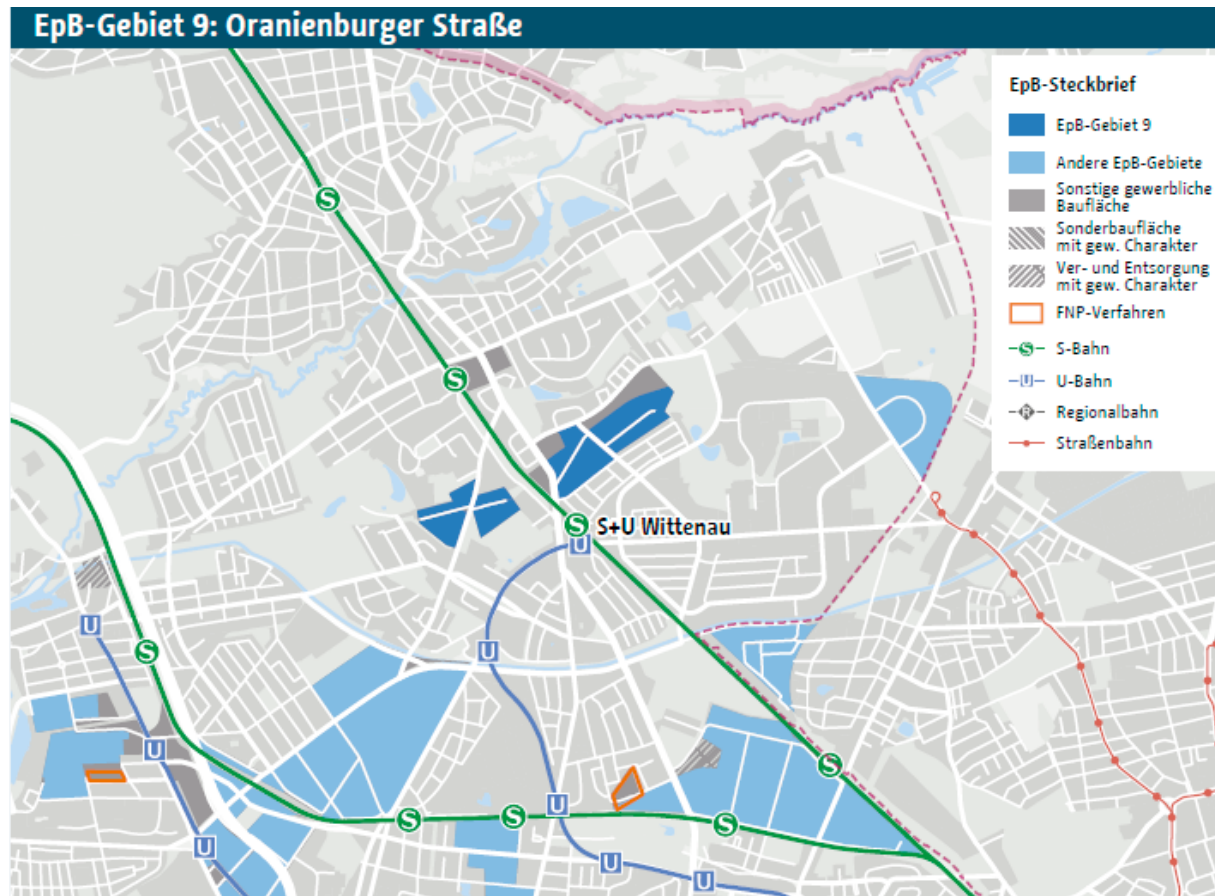 EpB-Gebiet 9: Oranienburger Straße
EpB-Steckbrief
EpB-Gebiet 9
Andere EpB-Gebiete
Sonstige gewerbliche
Baufläche
Sonderbaufläche
mit gew. Charakter
Ver- und Entsorgung
mit gew. Charakter
FNP-Verfahren
S
S-Bahn
U
U-Bahn
R
Regionalbahn
Straßenbahn
S
S
S
S+U Wittenau
U
U
S
U
U
S
U
U
S
S
S
U
U
U